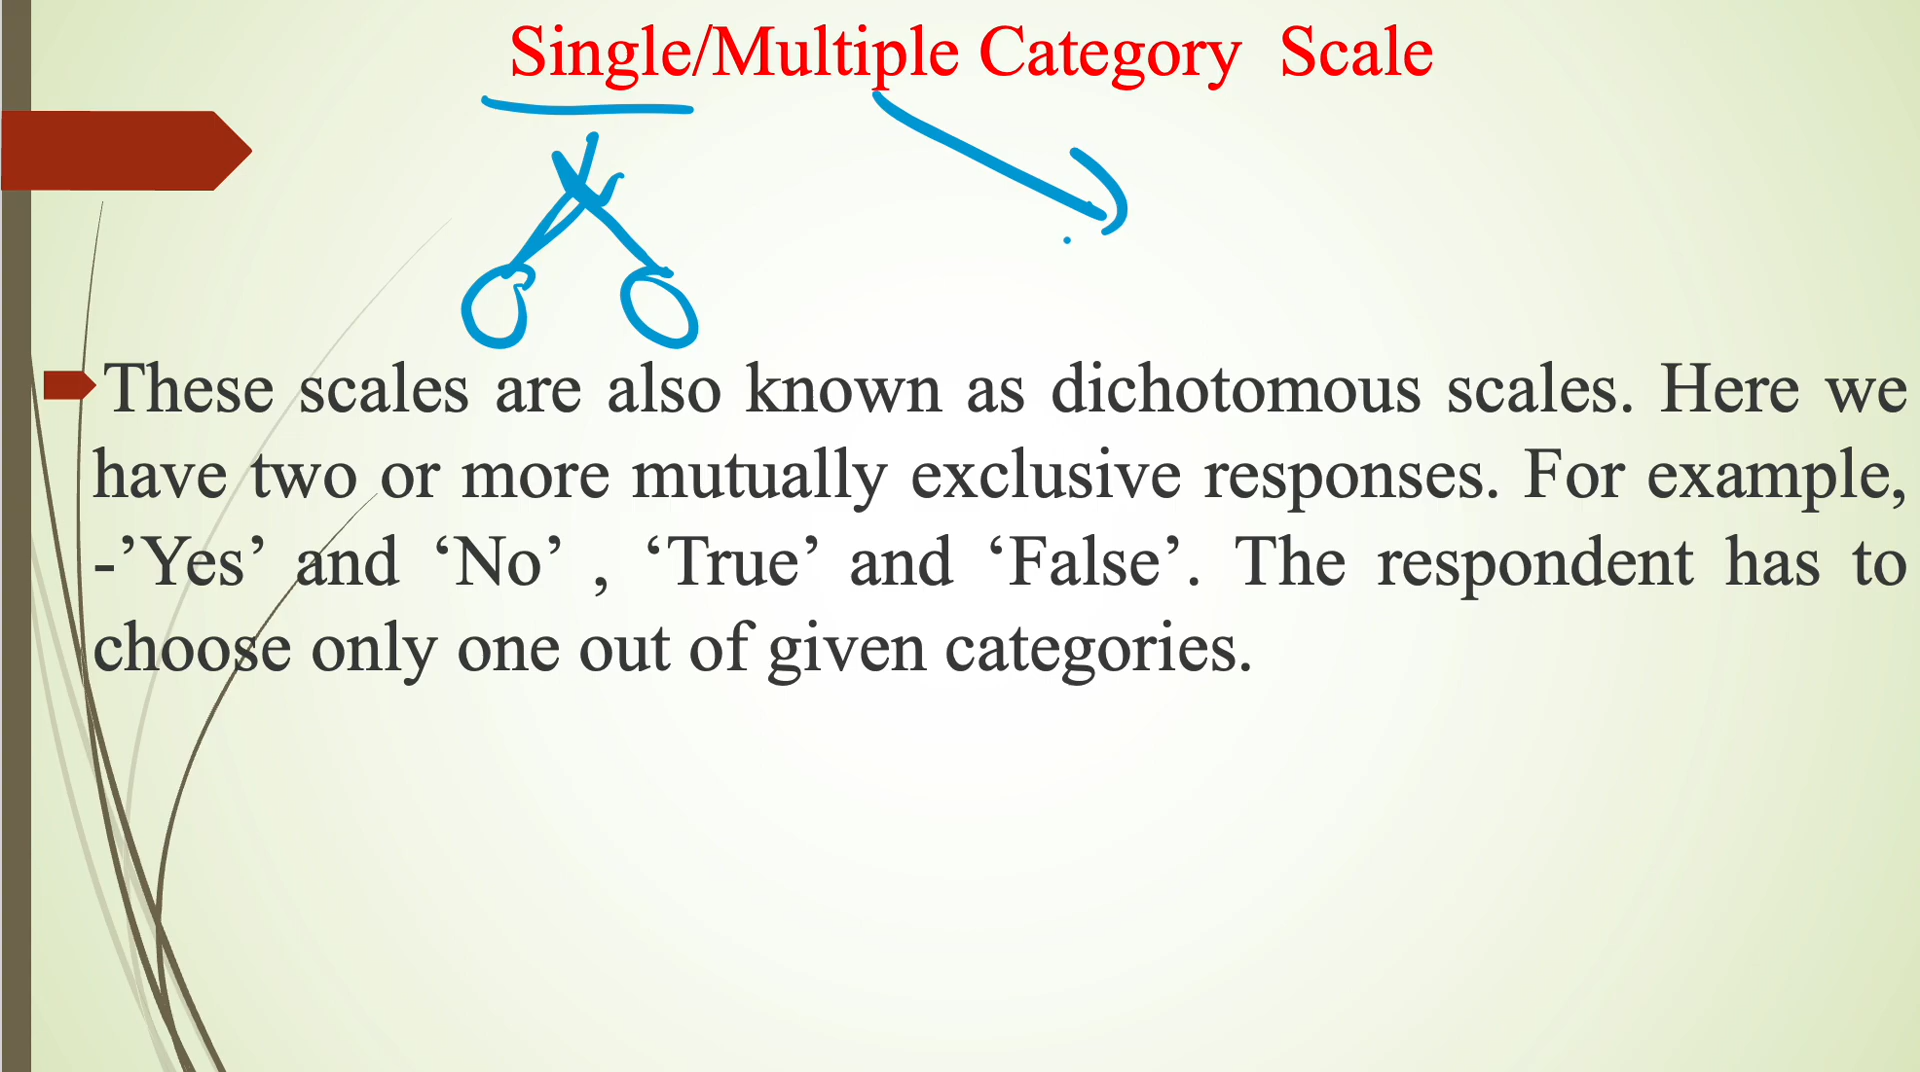 Single/Multiple Category Scale
These scales are also known as dichotomous scales. Here we
have two or more mutually exclusive responses. For example,
-’Yes’ and ‘No’ , ‘True’ and ‘False’. The respondent has to
choose only one out of given categories.